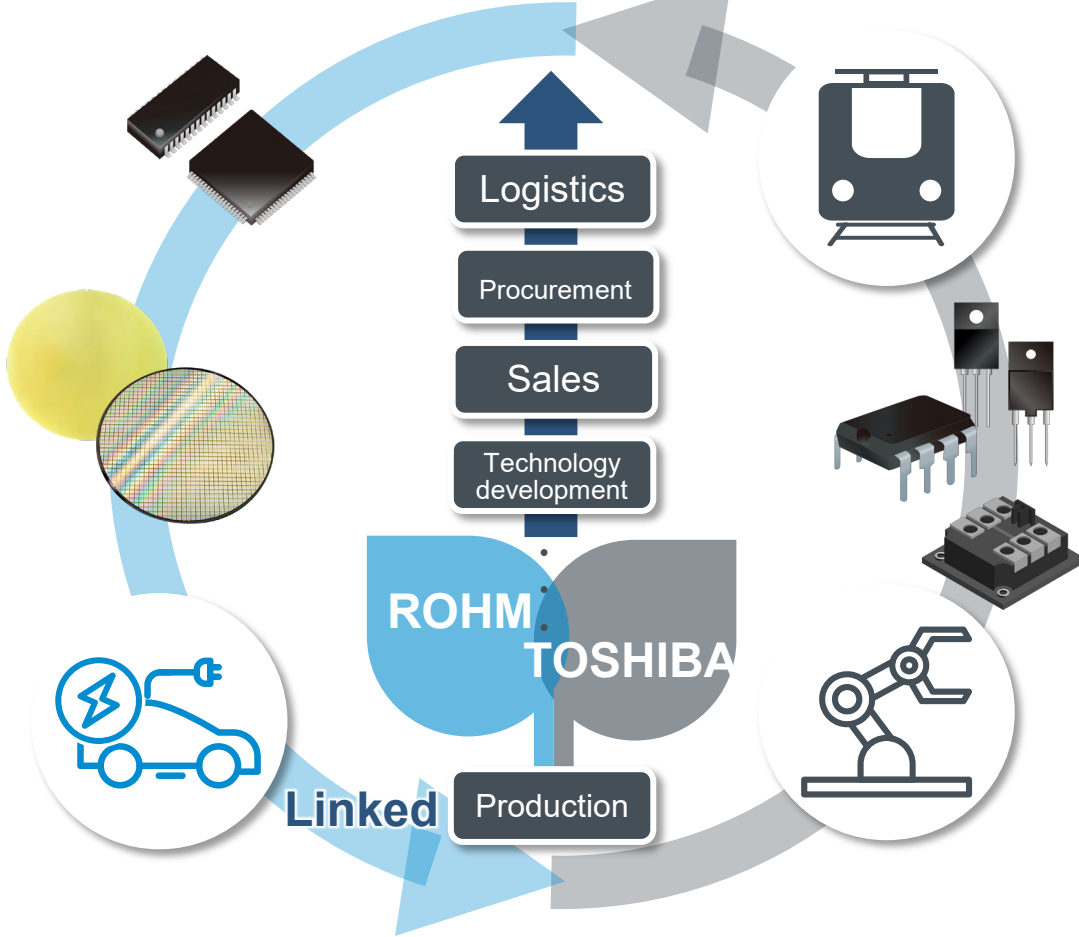 Logistics
Procurement
Sales
Technology
development
ROHM
TOSHIBA
Linked
Production